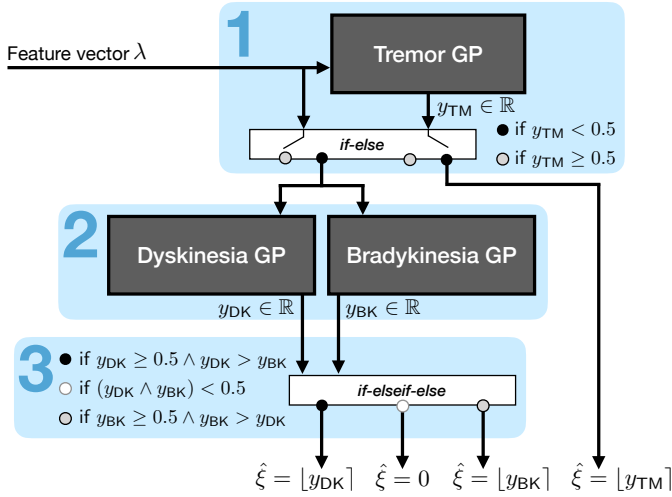 1
Feature vector λ
Tremor GP
y_TM ∈ ℝ
if-else
if y_TM < 0.5
if y_TM ≥ 0.5
2
Dyskinesia GP
Bradykinesia GP
y_DK ∈ ℝ
y_BK ∈ ℝ
3
if y_DK ≥ 0.5 ∧ y_DK > y_BK
if (y_DK ∧ y_BK) < 0.5
if y_BK ≥ 0.5 ∧ y_BK > y_DK
if-elseif-else
ξ̂ = ⌊y_DK⌉ ξ̂ = 0 ξ̂ = ⌊y_BK⌉ ξ̂ = ⌊y_TM⌉